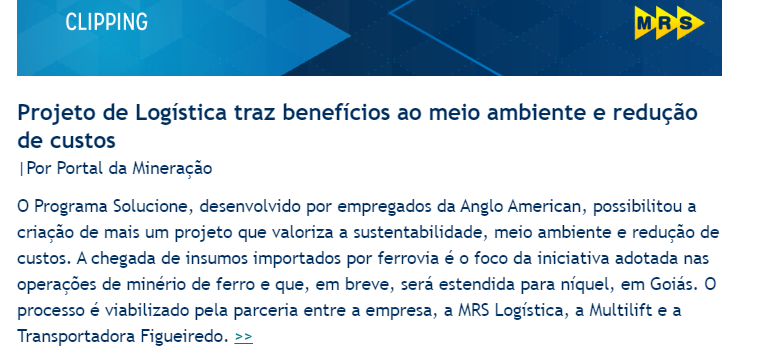 CLIPPING
MRS
Projeto de Logística traz benefícios ao meio ambiente e redução
de custos
|Por Portal da Mineração
O Programa Solucione, desenvolvido por empregados da Anglo American, possibilitou a
criação de mais um projeto que valoriza a sustentabilidade, meio ambiente e redução de
custos. A chegada de insumos importados por ferrovia é o foco da iniciativa adotada nas
operações de minério de ferro e que, em breve, será estendida para níquel, em Goiás. O
processo é viabilizado pela parceria entre a empresa, a MRS Logística, a Multilift e a
Transportadora Figueiredo. >>